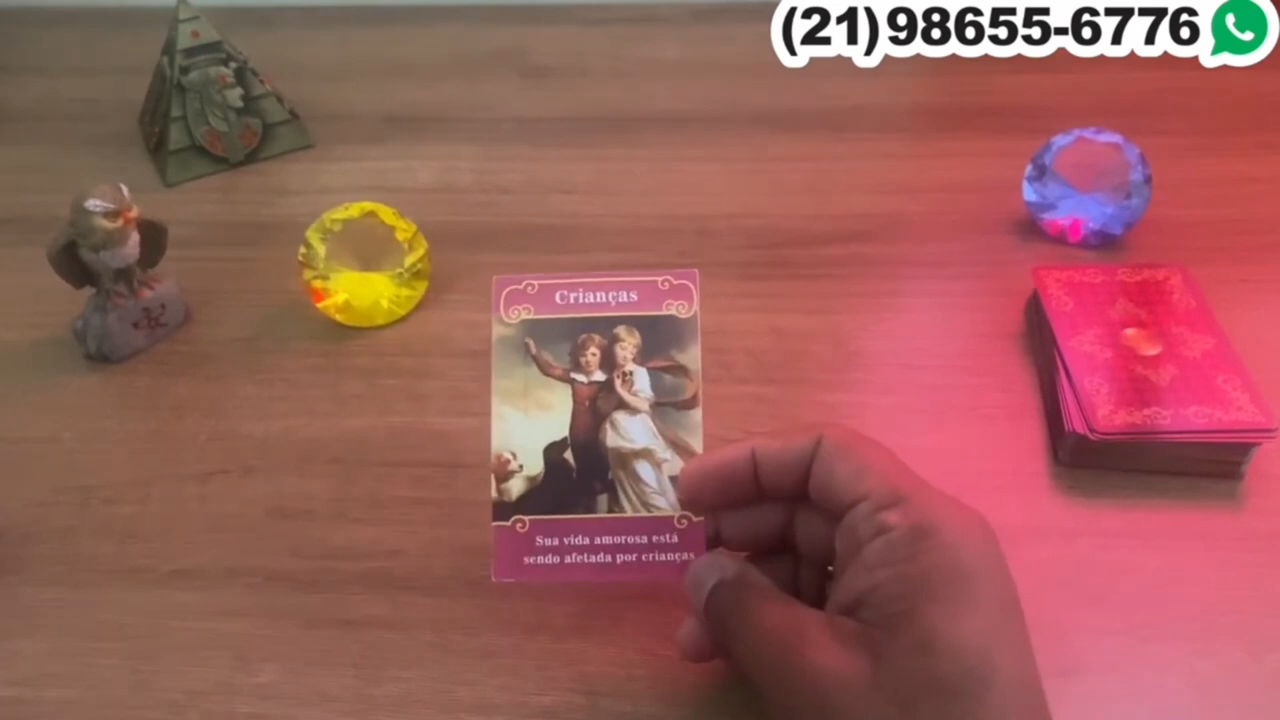 (21)98655-6776
Crianças
Sua vida amorosa está
sendo afetada por crianças